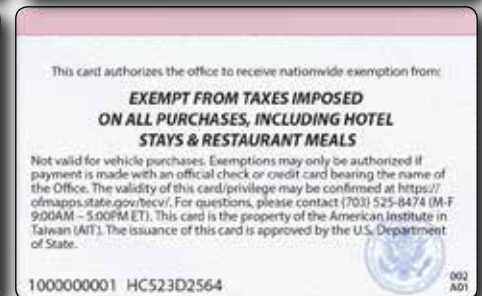 This card authorizes the office to receive nationwide exemption from:
EXEMPT FROM TAXES IMPOSED
ON ALL PURCHASES, INCLUDING HOTEL
STAYS & RESTAURANT MEALS
Not valid for vehicle purchases. Exemptions may only be authorized if
payment is made with an official check or credit card bearing the name of
the Office. The validity of this card/privilege may be confirmed at https://
ofmapps.state.gov/tecv/. For questions, please contact (703) 525-8474 (M-F
9:00AM – 5:00PM ET). This card is the property of the American Institute in
Taiwan (AIT). The issuance of this card is approved by the U.S. Department
of State.
1000000001 HC523D2564
002
A01